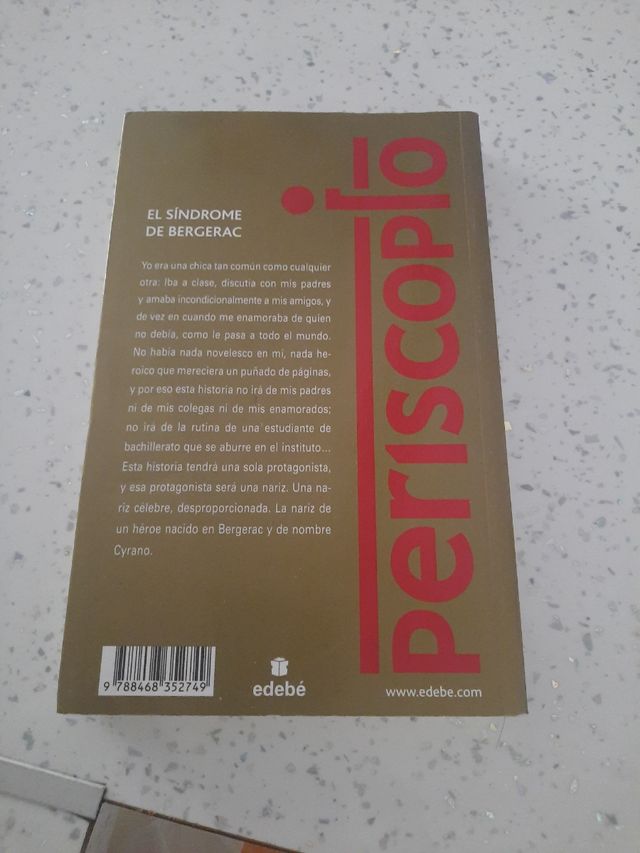 EL SÍNDROME
DE BERGERAC
Yo era una chica tan común como cualquier
otra: Iba a clase, discutía con mis padres
y amaba incondicionalmente a mis amigos, y
de vez en cuando me enamoraba de quien
no debía, como le pasa a todo el mundo.
No había nada novelesco en mí, nada he-
roico que mereciera un puñado de páginas,
y por eso esta historia no irá de mis padres
ni de mis colegas ni de mis enamorados;
no irá de la rutina de una estudiante de
bachillerato que se aburre en el instituto...
Esta historia tendrá una sola protagonista,
y esa protagonista será una nariz. Una na-
riz célebre, desproporcionada. La nariz de
un héroe nacido en Bergerac y de nombre
Cyrano.
periscopio
9 788468 352749
edebé
www.edebe.com